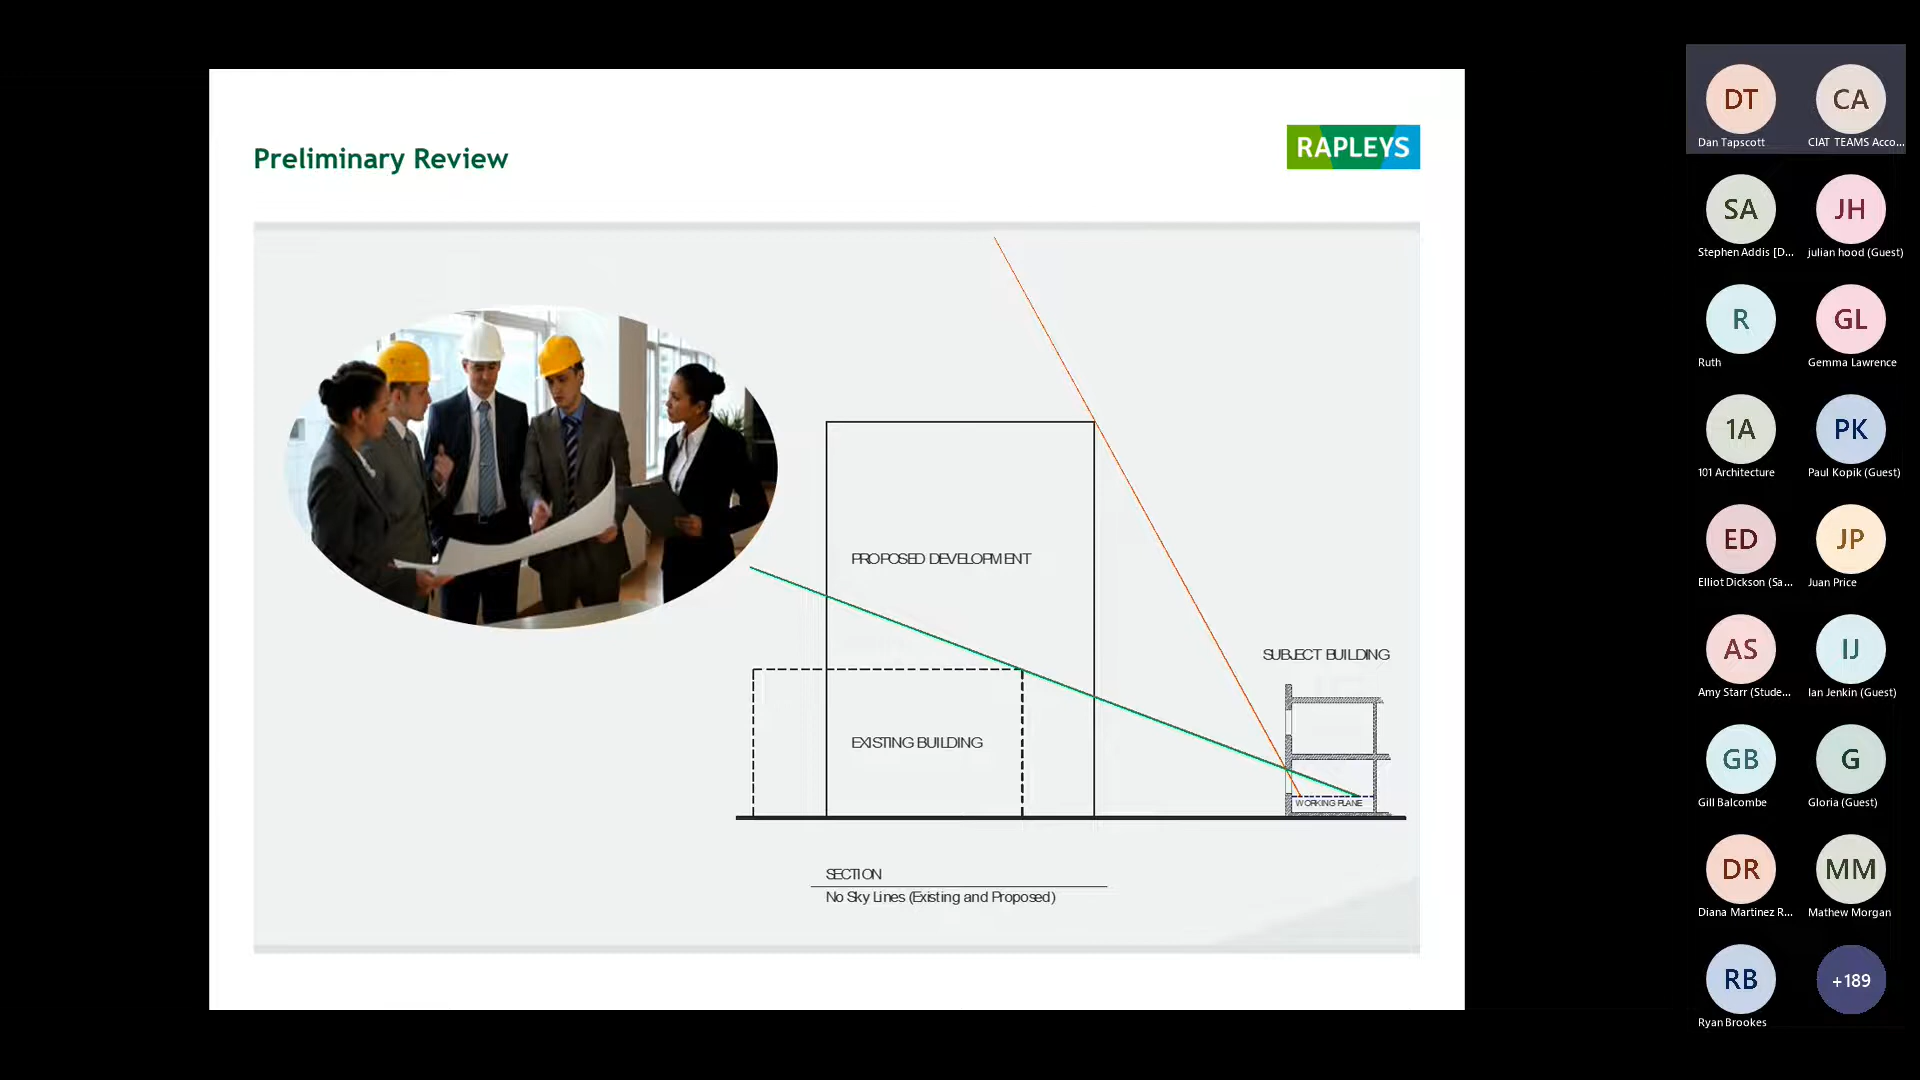 Preliminary Review
RAPLEYS
PROPOSED DEVELOPMENT
SUBJECT BUILDING
EXISTING BUILDING
WORKING PLANE
SECTION
No Sky Lines (Existing and Proposed)
DT
CA
Dan Tapscott
CIAT TEAMS Acco...
SA
JH
Stephen Addis [D...
julian hood (Guest)
R
GL
Ruth
Gemma Lawrence
1A
PK
101 Architecture
Paul Kopik (Guest)
ED
JP
Elliot Dickson (Sa...
Juan Price
AS
IJ
Amy Starr (Stude...
Ian Jenkin (Guest)
GB
G
Gill Balcombe
Gloria (Guest)
DR
MM
Diana Martinez R...
Mathew Morgan
RB
+189
Ryan Brookes